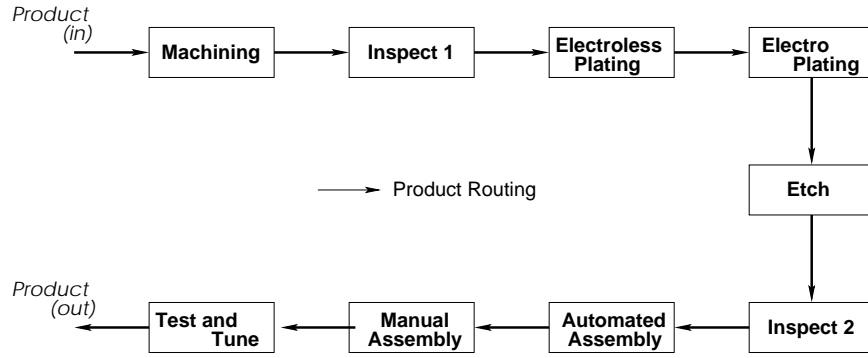 Product
(in)
Machining
Inspect 1
Electroless
Plating
Electro
Plating
Product Routing
Etch
Product
(out)
Test and
Tune
Manual
Assembly
Automated
Assembly
Inspect 2